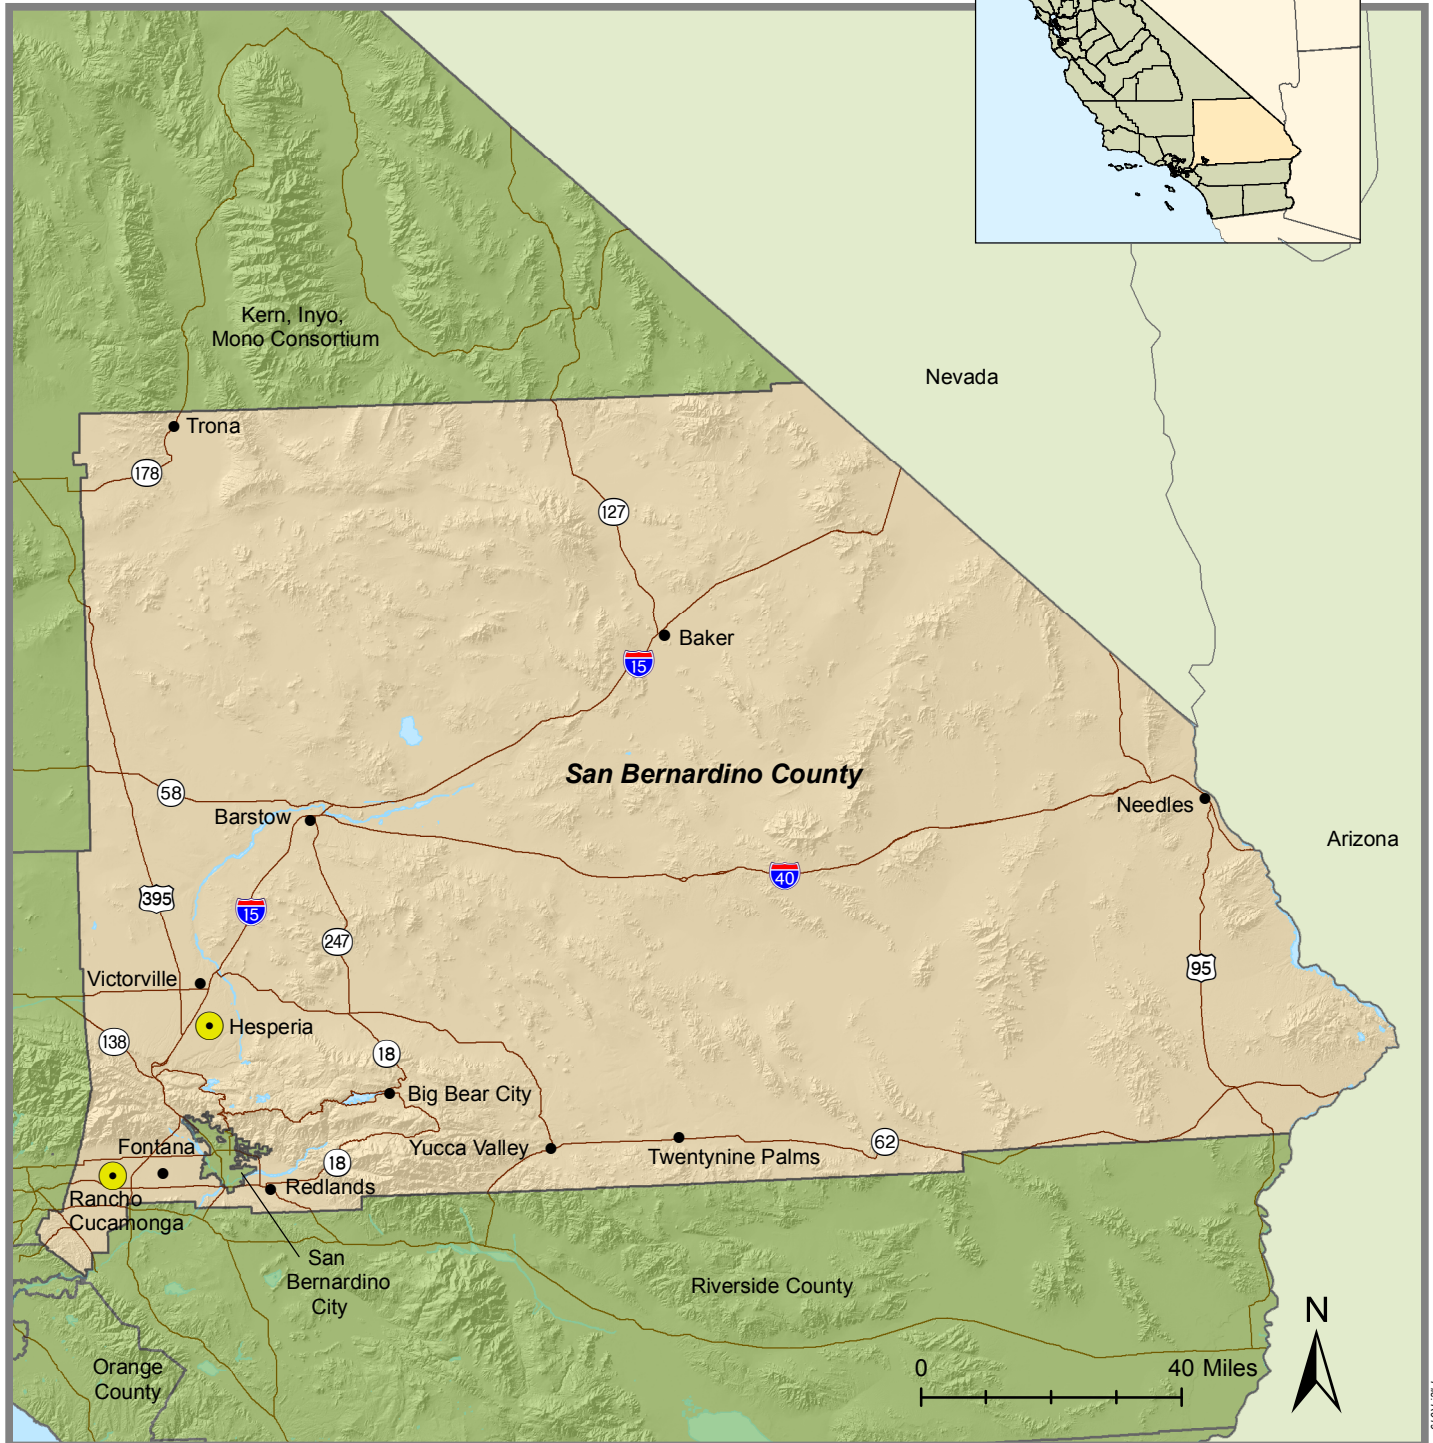 Kern, Inyo,
Mono Consortium
Nevada
Trona
178
127
Baker
15
San Bernardino County
58
Barstow
Needles
Arizona
40
395
15
247
95
Victorville
Hesperia
138
18
Big Bear City
Fontana
Yucca Valley
62
Twentynine Palms
18
Redlands
Rancho
Cucamonga
San
Bernardino
City
Riverside County
N
Orange
County
0
40 Miles